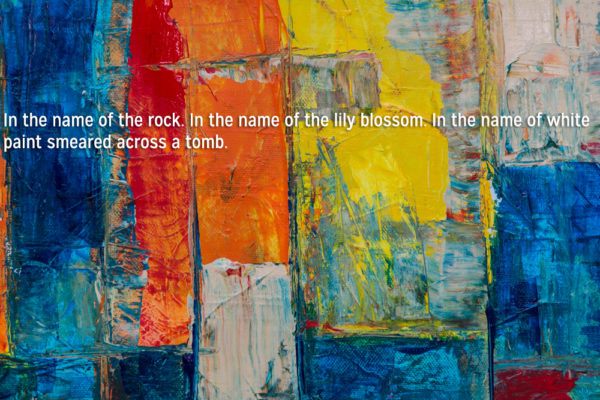 In the name of the rock. In the name of the lily blossom. In the name of white
paint smeared across a tomb.